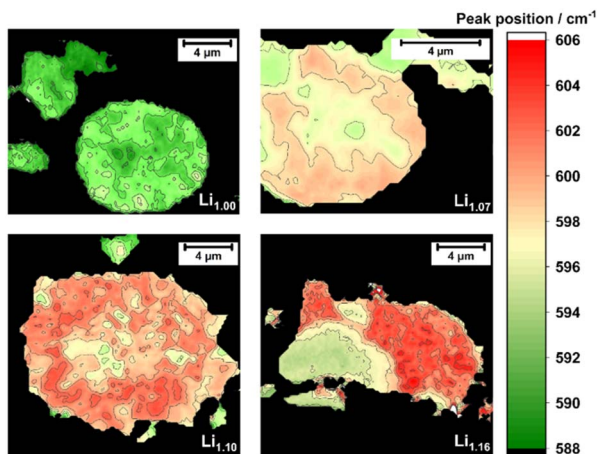 Peak position / cm⁻¹
4 µm
Li₁.₀₀
4 µm
Li₁.₀₇
4 µm
Li₁.₁₀
4 µm
Li₁.₁₆
606
604
602
600
598
596
594
592
590
588